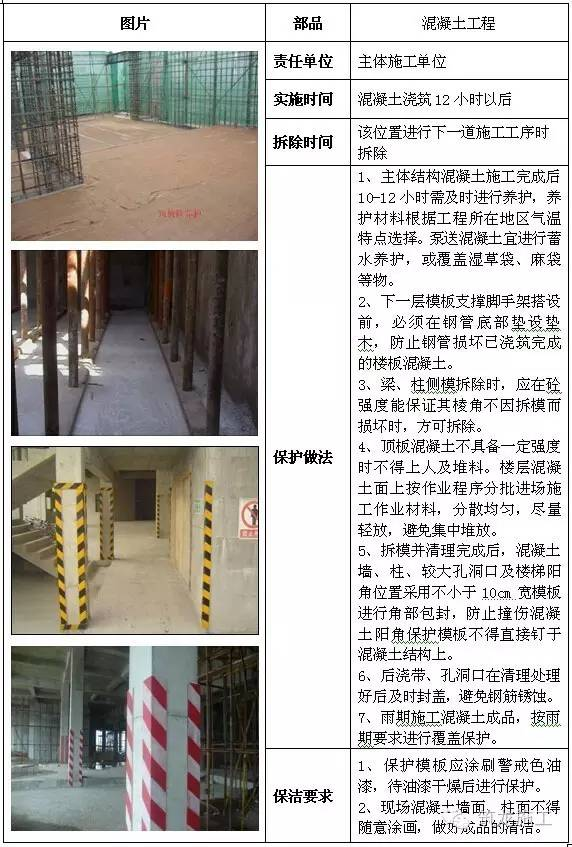 图片
部品
混凝土工程
责任单位
主体施工单位
实施时间
混凝土浇筑12小时以后
拆除时间
该位置进行下一道施工工序时
拆除
保护做法
1、主体结构混凝土施工完成后
10-12小时需及时进行养护，养
护材料根据工程所在地区气温
特点选择。泵送混凝土宜进行蓄
水养护，或覆盖湿草袋、麻袋
等物。
2、下一层模板支撑脚手架搭设
前，必须在钢管底部垫设垫
木，防止钢管损坏已浇筑完成
的楼板混凝土。
3、梁、柱侧模拆除时，应在砼
强度能保证其棱角不因拆模而
损坏时，方可拆除。
4、顶板混凝土不具备一定强度
时不得上人及堆料。楼层混凝
土面上按作业程序分批进场施
工作业材料，分散均匀，尽量
轻放，避免集中堆放。
5、拆模并清理完成后，混凝土
墙、柱、较大孔洞口及楼梯阳
角位置采用不小于10cm宽模板
进行角部包封，防止撞伤混凝
土阳角保护模板不得直接钉于
混凝土结构上。
6、后浇带、孔洞口在清理处理
好后及时封盖，避免钢筋锈蚀。
7、雨期施工混凝土成品，按雨
期要求进行覆盖保护。
保洁要求
1、保护模板应涂刷警戒色油
漆，待油漆干燥后进行保护。
2、现场混凝土墙面、柱面不得
随意涂画，做好成品的清洁。